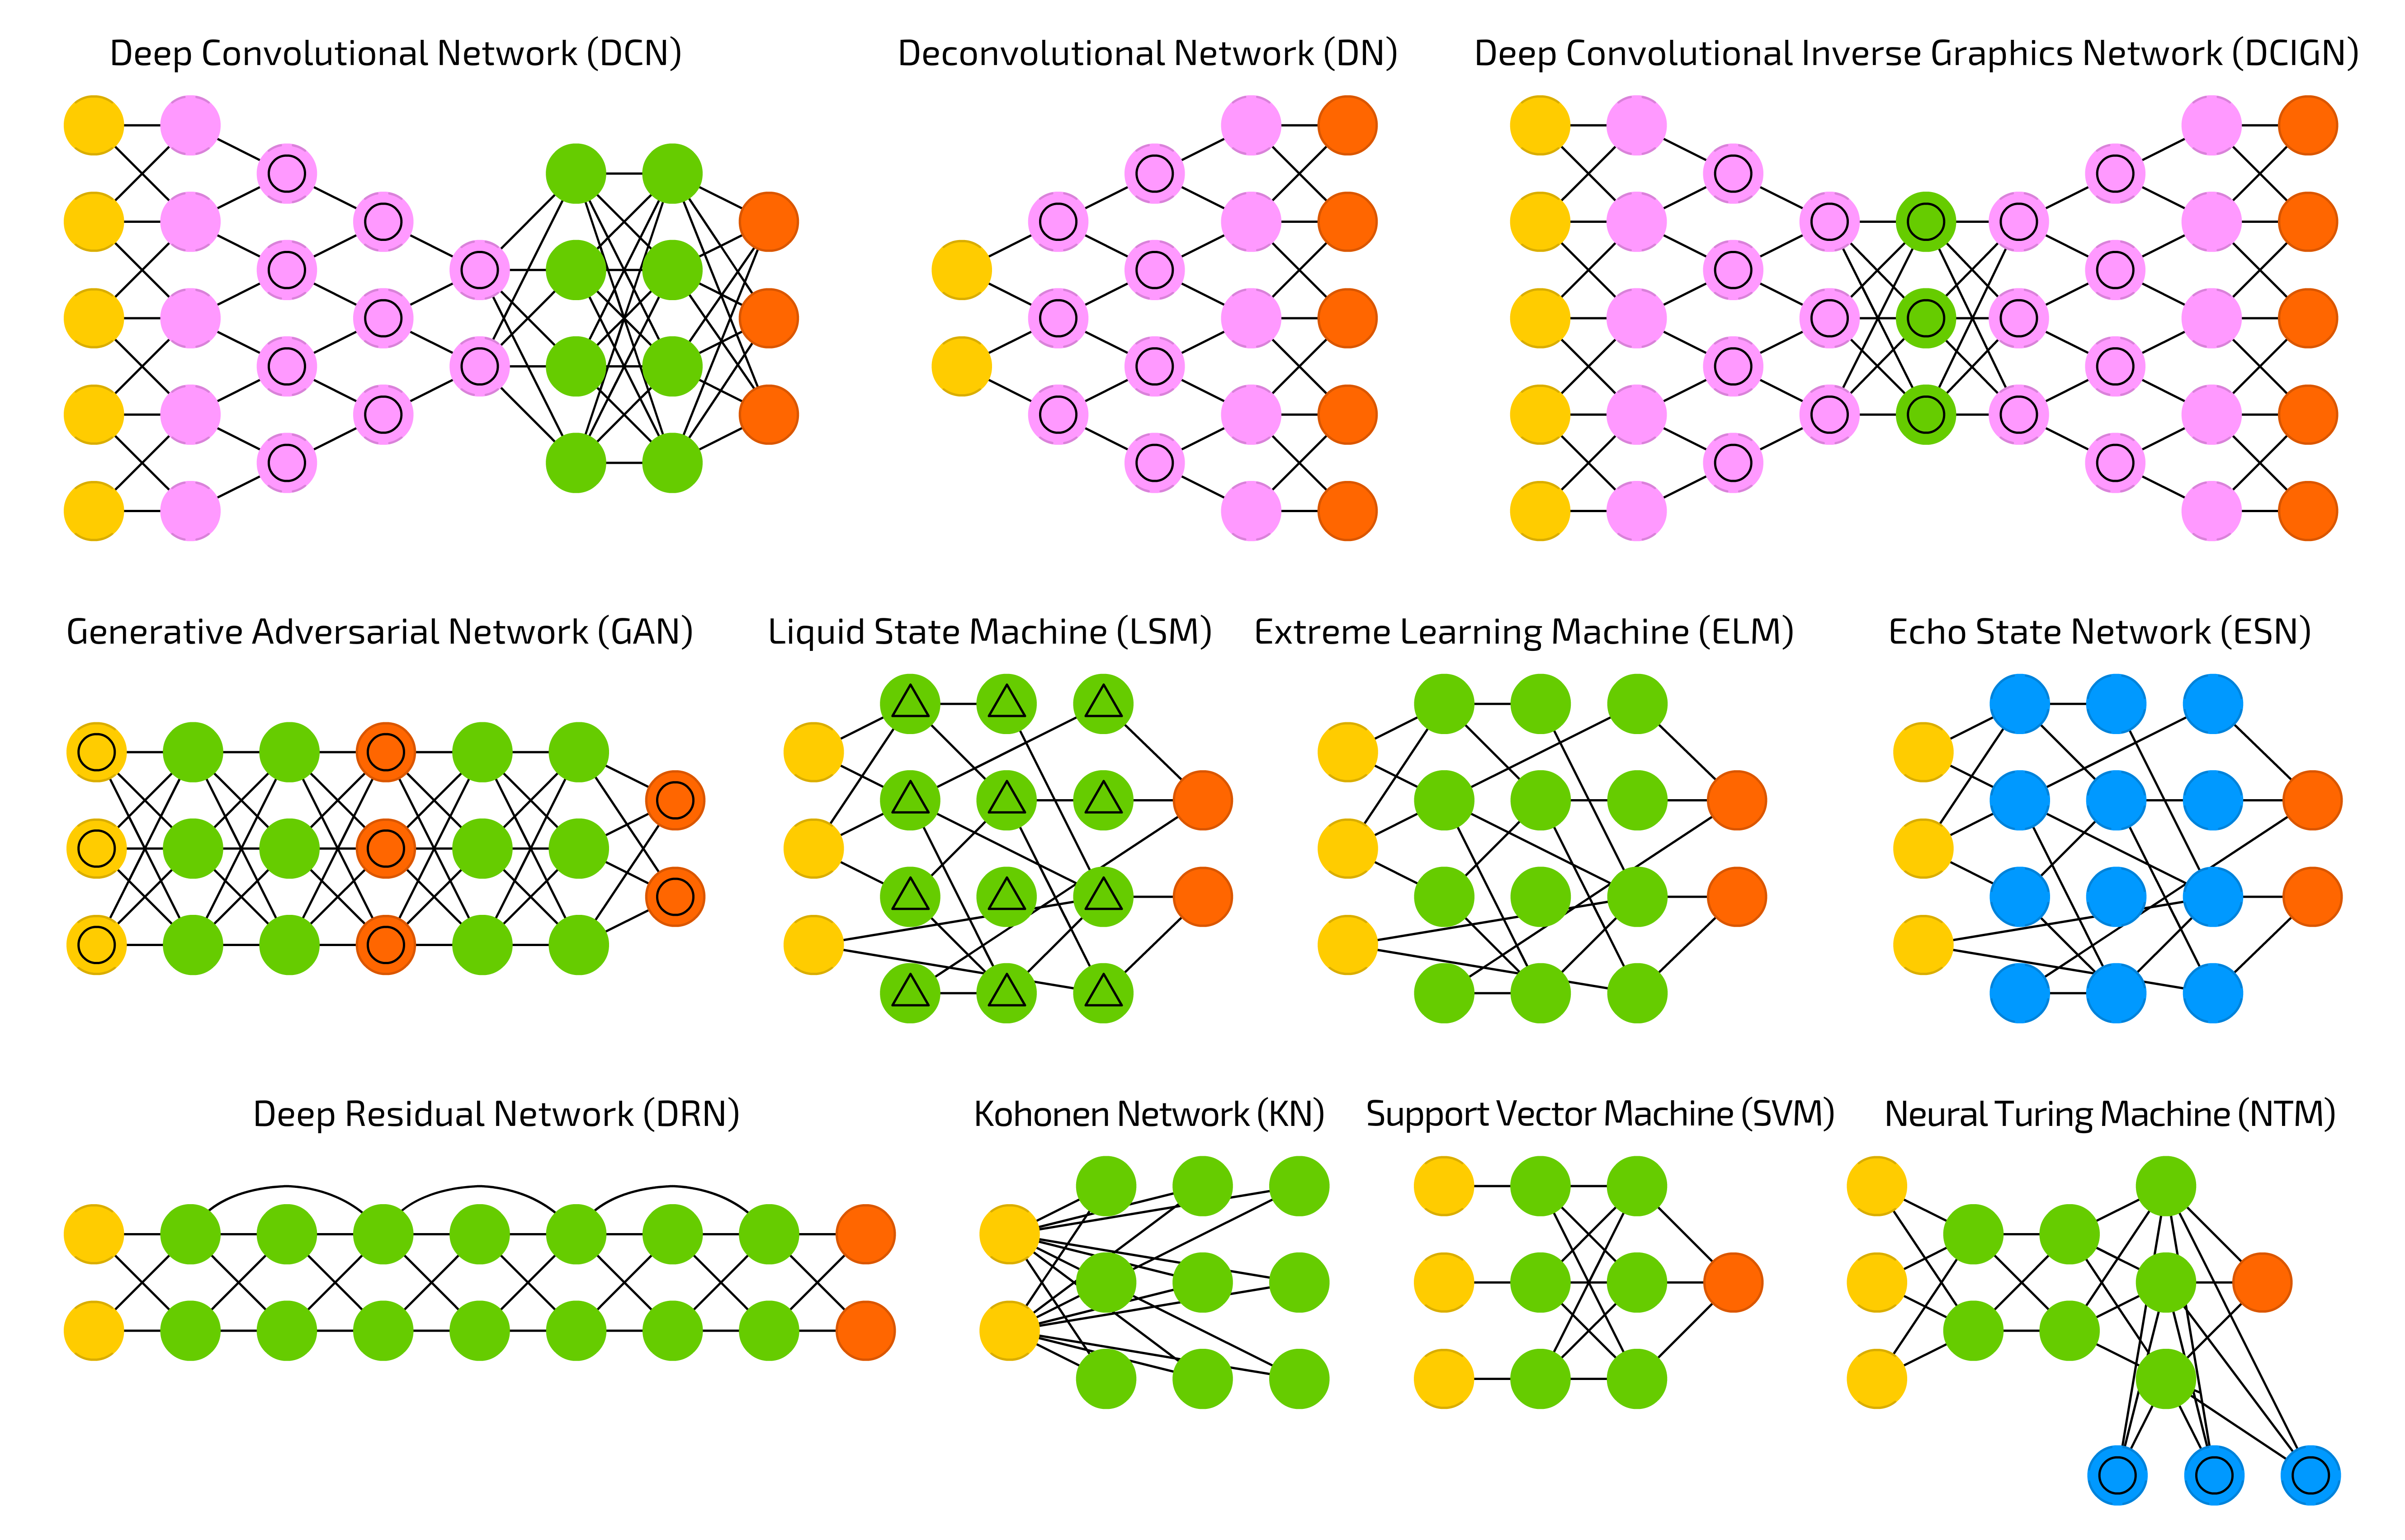 Deep Convolutional Network (DCN)
Deconvolutional Network (DN)
Deep Convolutional Inverse Graphics Network (DCIGN)
Generative Adversarial Network (GAN)
Liquid State Machine (LSM)
Extreme Learning Machine (ELM)
Echo State Network (ESN)
Deep Residual Network (DRN)
Kohonen Network (KN)
Support Vector Machine (SVM)
Neural Turing Machine (NTM)